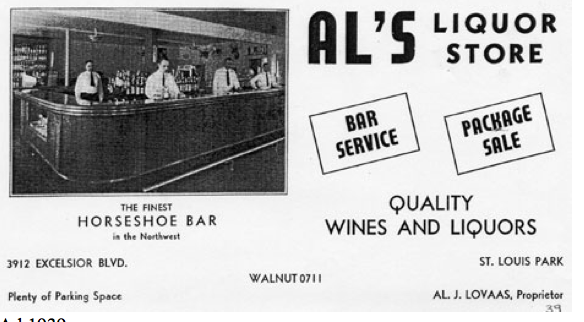 AL'S LIQUOR
STORE
BAR
SERVICE
PACKAGE
SALE
THE FINEST
HORSESHOE BAR
in the Northwest
QUALITY
WINES AND LIQUORS
3912 EXCELSIOR BLVD.
ST. LOUIS PARK
WALNUT 0711
Plenty of Parking Space
AL. J. LOVAAS, Proprietor
39
Ad 1939